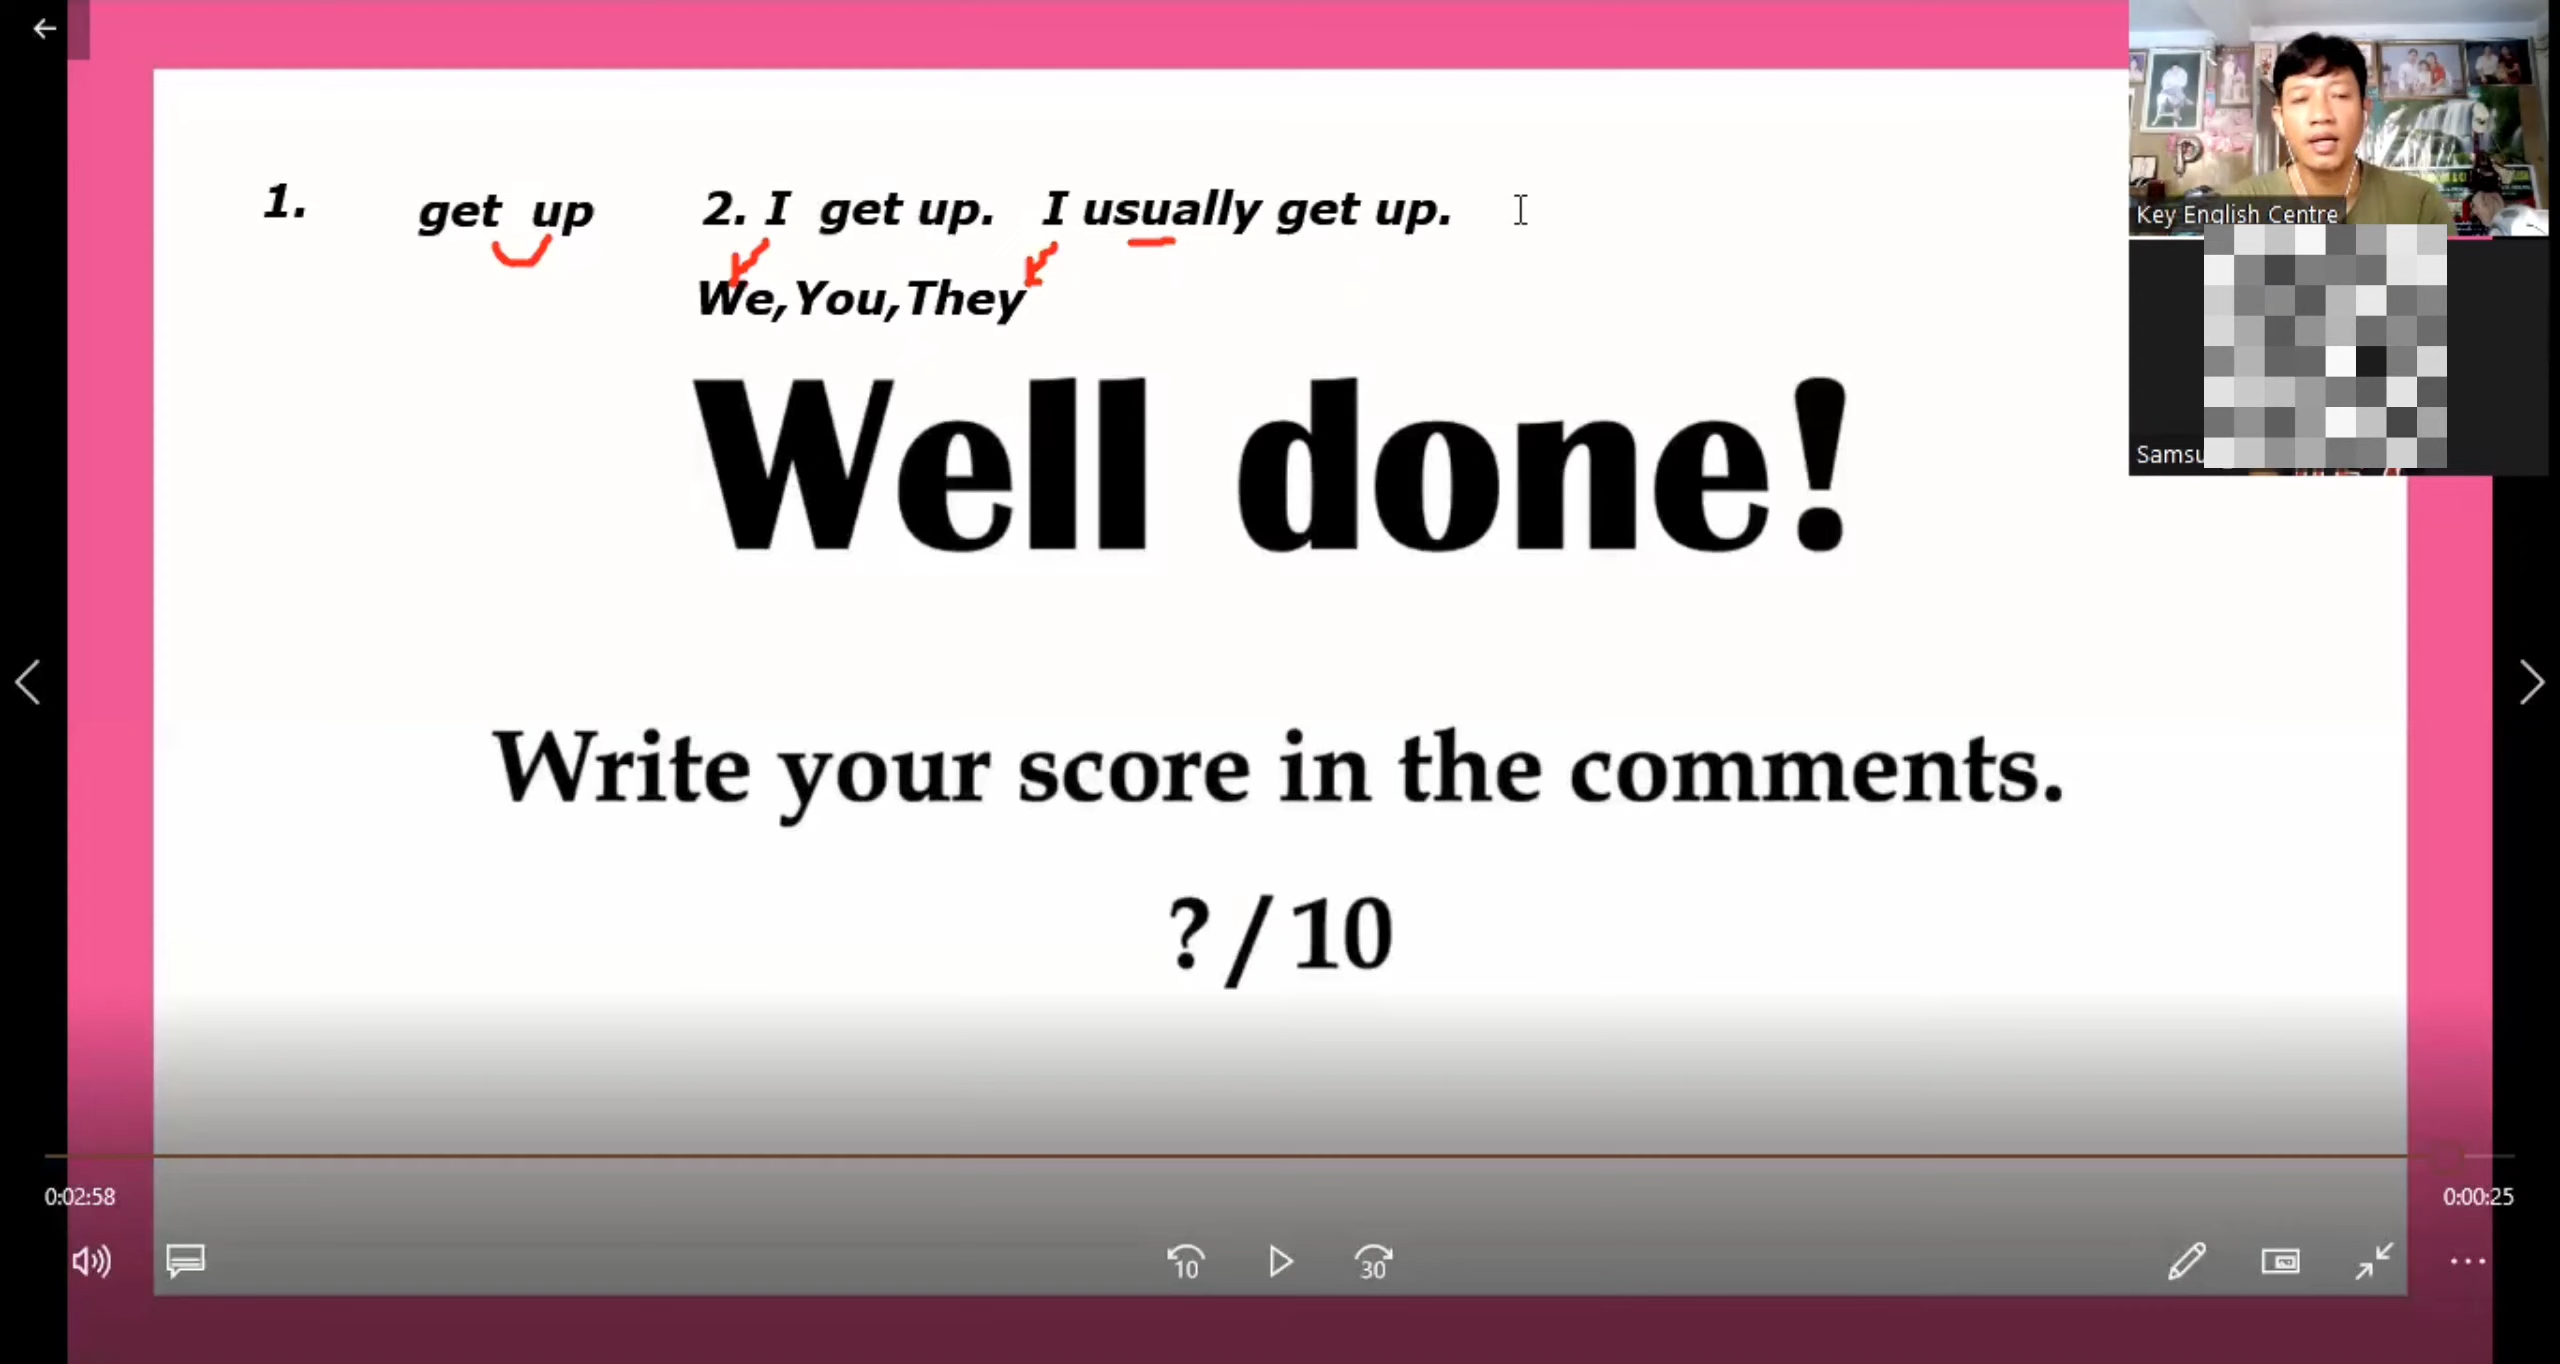 1. get up 2. I get up. I usually get up.
We,You,They
Well done!
Write your score in the comments.
?/10
Key English Centre
0:02:58
0:00:25
10
30